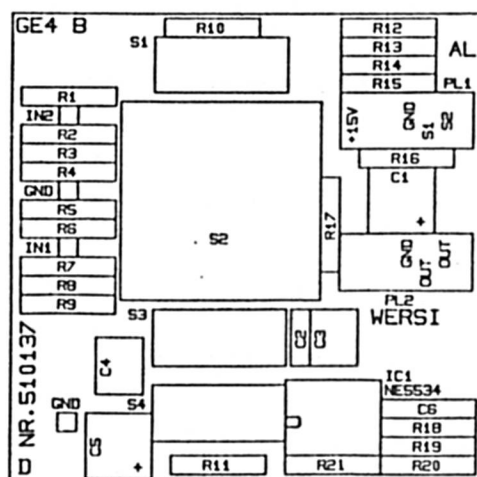 GE4 B
R10
S1
R12
R13
R14
R15
AL
PL1
+15V
GND
S1
S2
R1
IN2
R2
R3
R4
GND
R5
R6
IN1
R7
R8
R9
S2
R17
R16
C1
+
GND
OUT
OUT
PL2
WERSI
S3
C2
C3
C4
S4
IC1
NE5534
GND
C5
+
C6
R18
R19
R20
R11
R21
D NR.510137